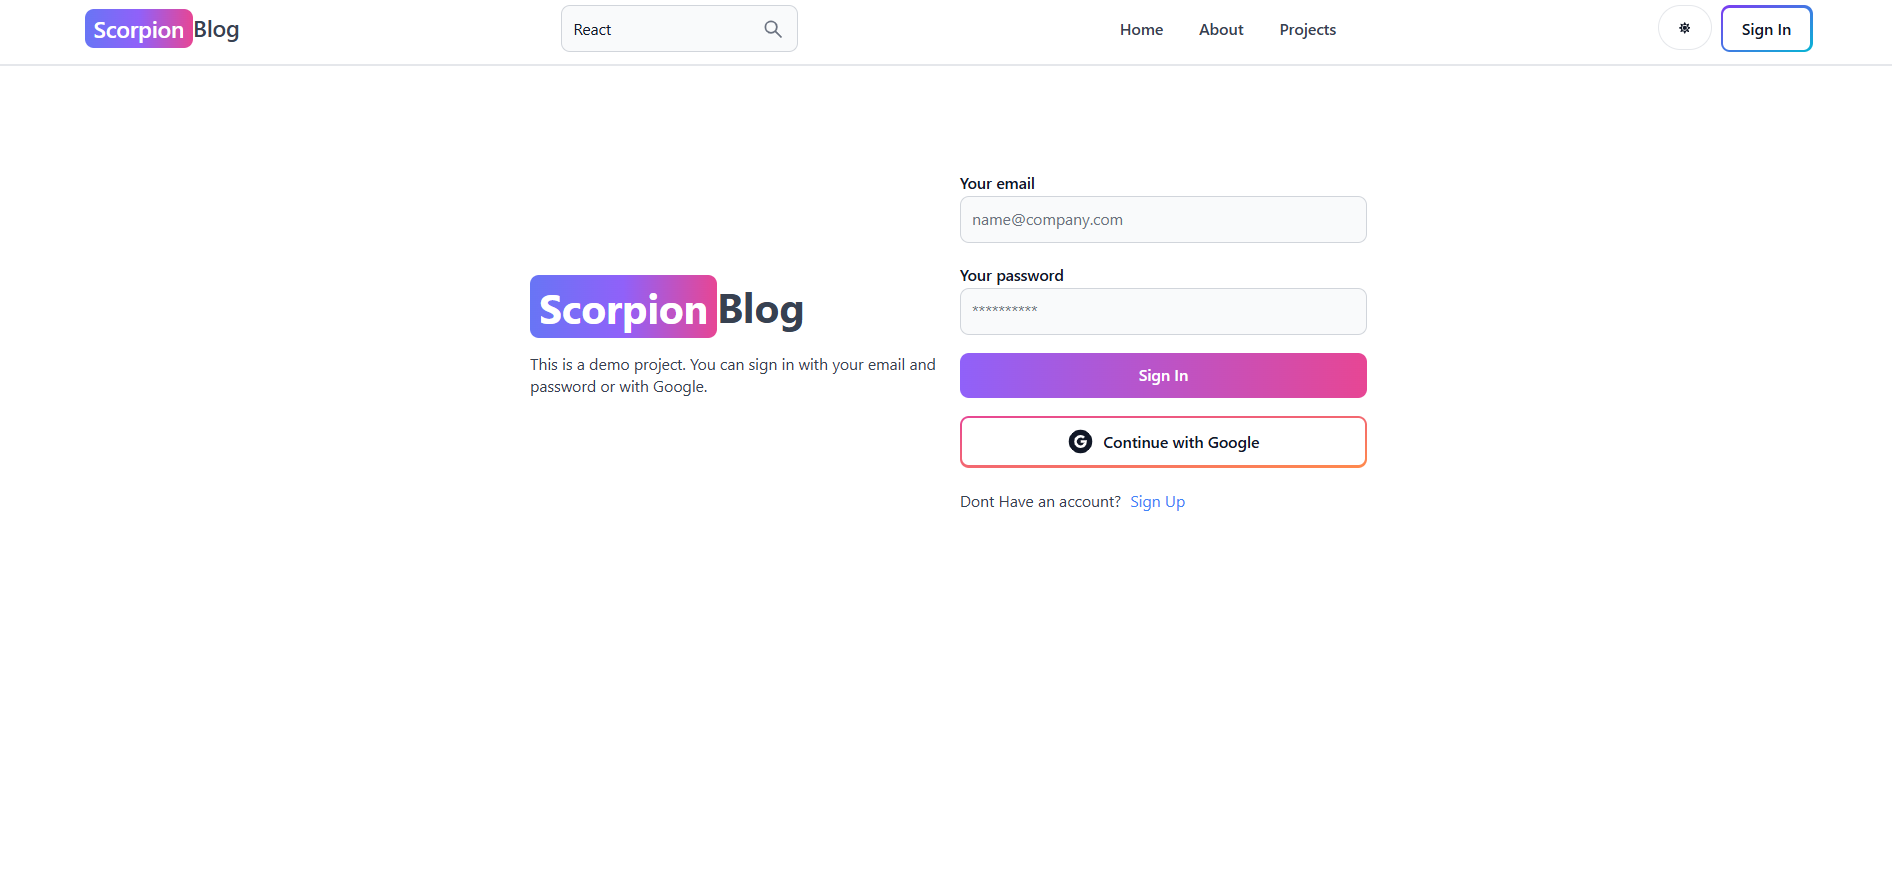 Scorpion Blog
React
Home
About
Projects
Sign In
Scorpion Blog
This is a demo project. You can sign in with your email and
password or with Google.
Your email
name@company.com
Your password
**********
Sign In
Continue with Google
Dont Have an account? Sign Up